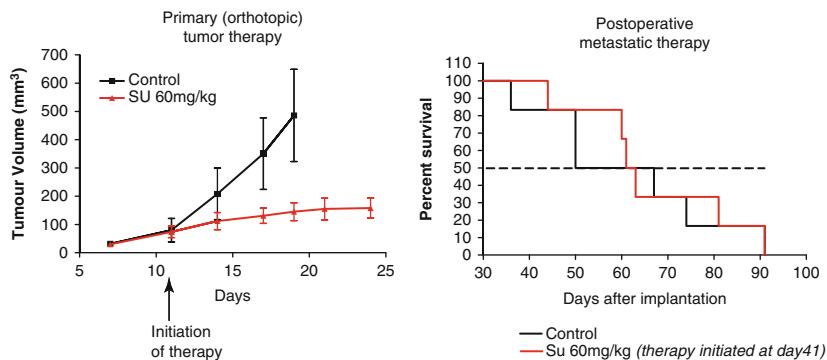 Primary (orthotopic)
tumor therapy
Tumour Volume (mm³)
700
600
500
400
300
200
100
0
Control
SU 60mg/kg
5
10
15
20
25
Days
Initiation
of therapy
Postoperative
metastatic therapy
Percent survival
100
90
80
70
60
50
40
30
20
10
0
30
40
50
60
70
80
90
100
Days after implantation
Control
Su 60mg/kg (therapy initiated at day41)